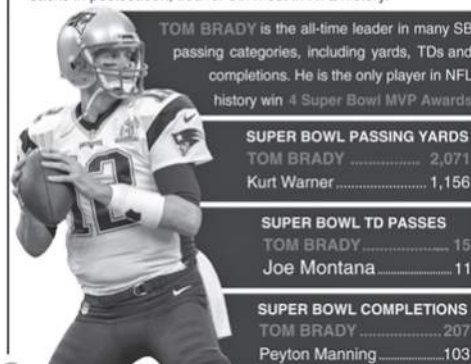 TOM BRADY is the all-time leader in many SB
passing categories, including yards, TDs and
completions. He is the only player in NFL
history win 4 Super Bowl MVP Awards
SUPER BOWL PASSING YARDS
TOM BRADY ................ 2,071
Kurt Warner ....................... 1,156
SUPER BOWL TD PASSES
TOM BRADY ...................... 15
Joe Montana ................... 11
SUPER BOWL COMPLETIONS
TOM BRADY ..................... 207
Peyton Manning ................ 103
12